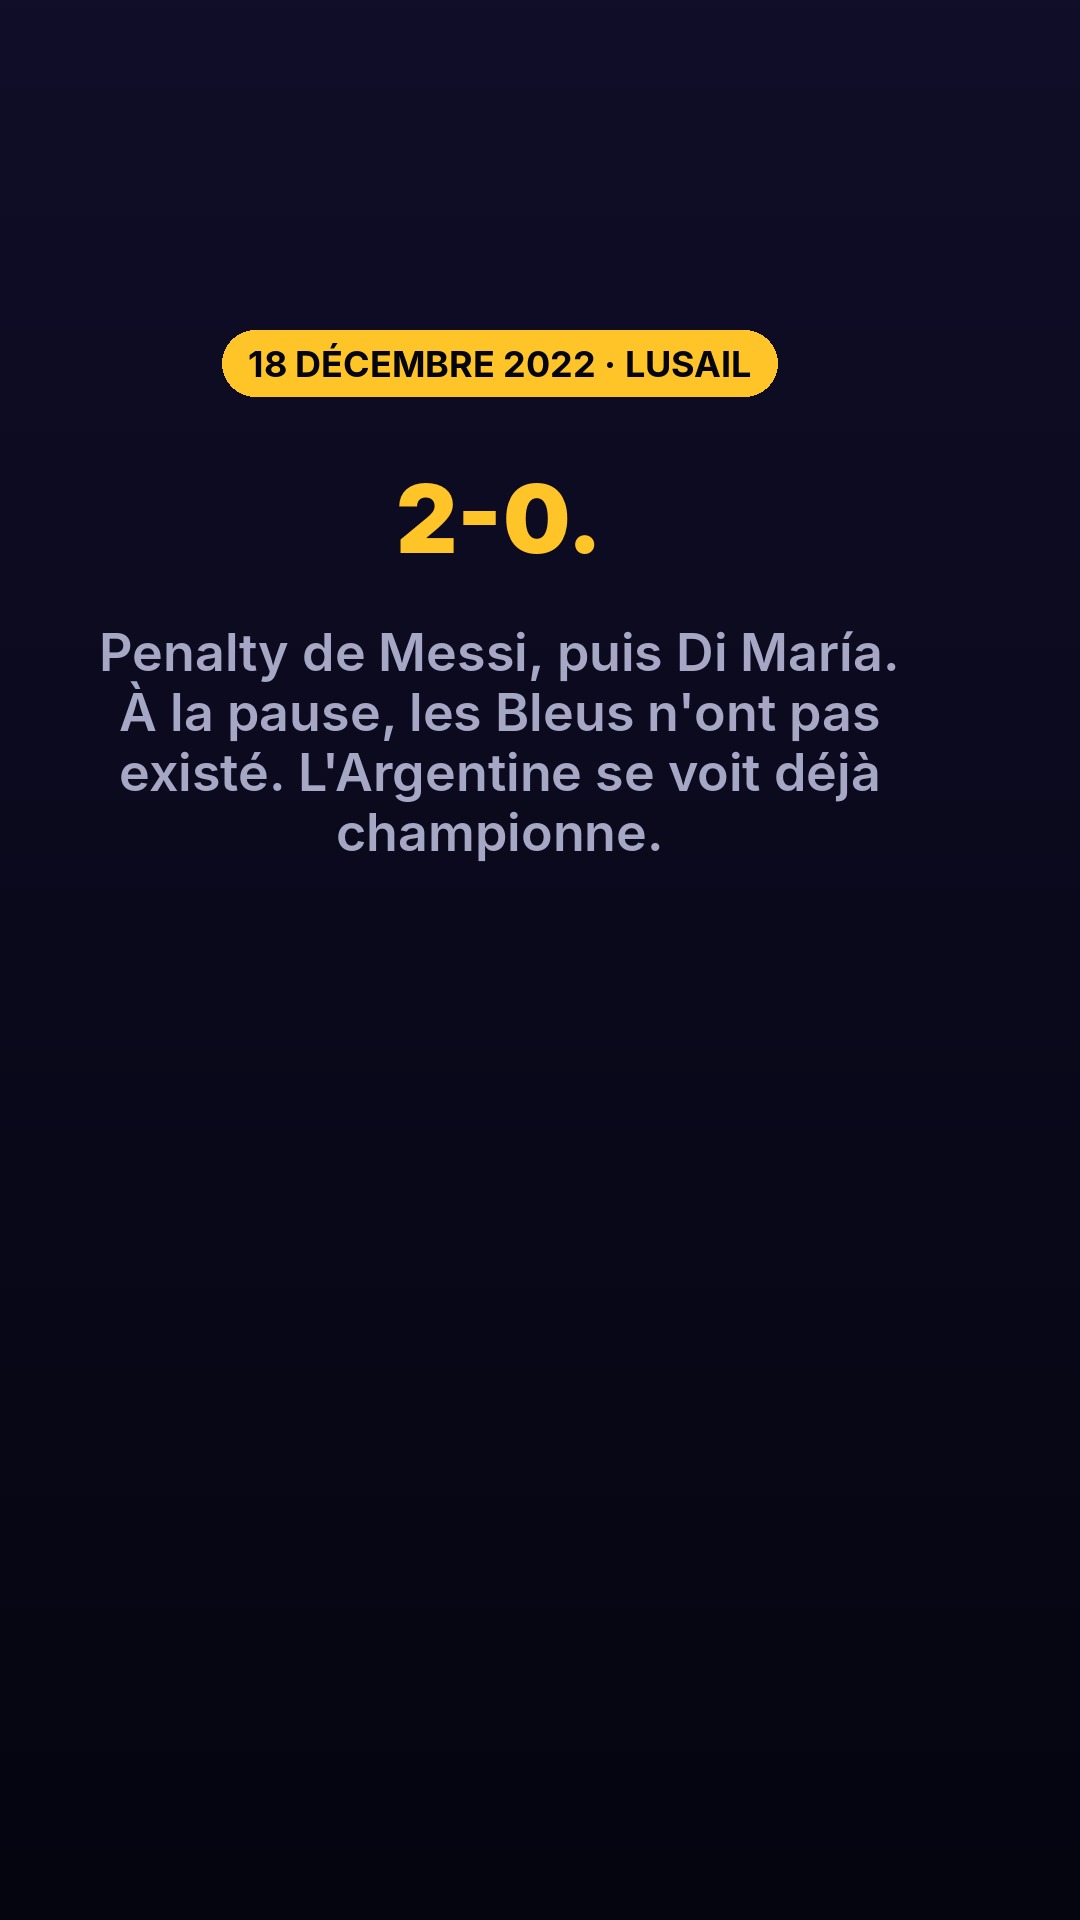 18 DÉCEMBRE 2022 · LUSAIL
2-0.
Penalty de Messi, puis Di María.
À la pause, les Bleus n'ont pas
existé. L'Argentine se voit déjà
championne.